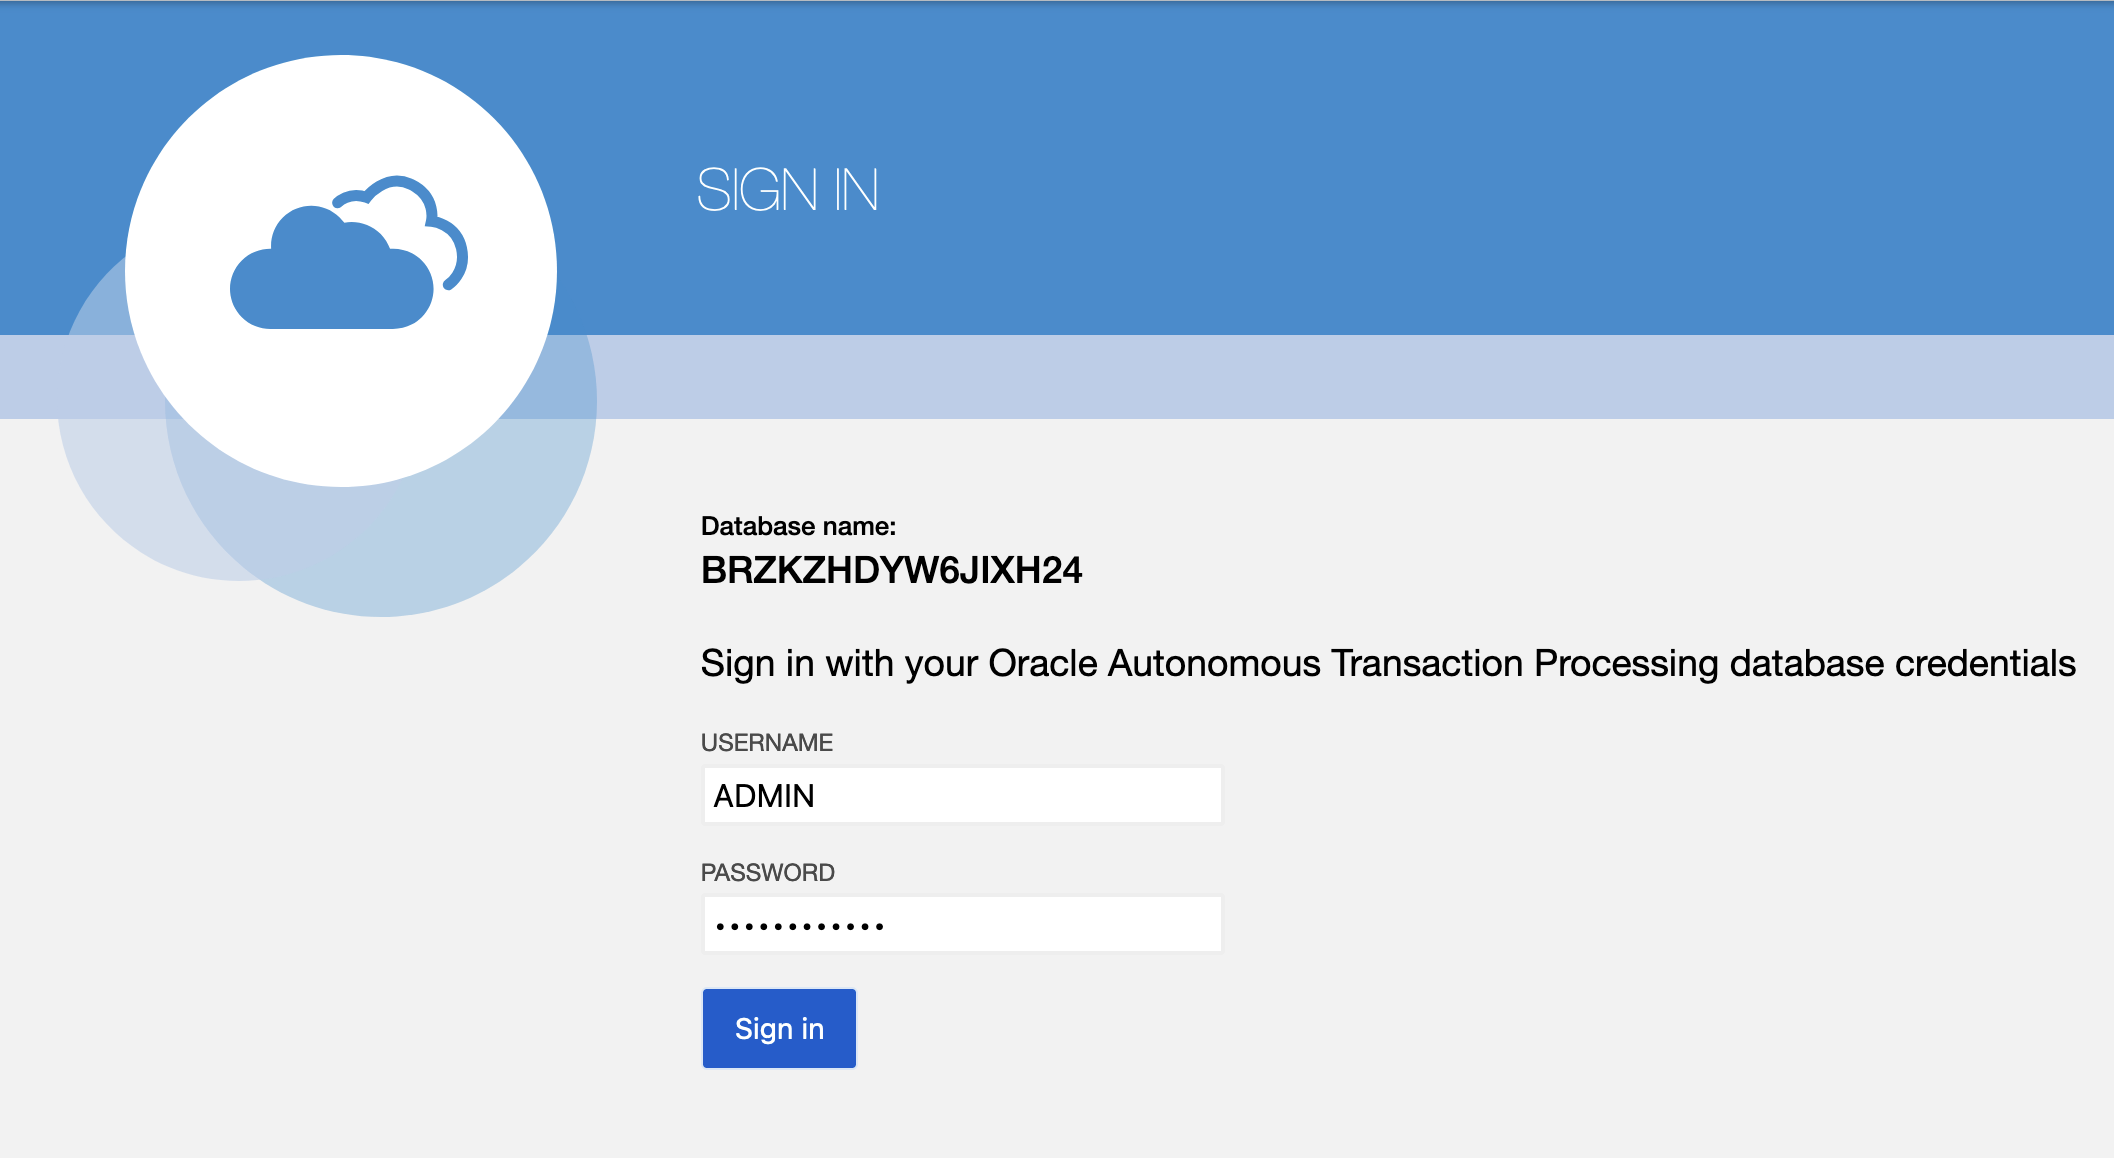 SIGN IN
Database name:
BRZKZHDYW6JIXH24
Sign in with your Oracle Autonomous Transaction Processing database credentials
USERNAME
ADMIN
PASSWORD
••••••••••••
Sign in